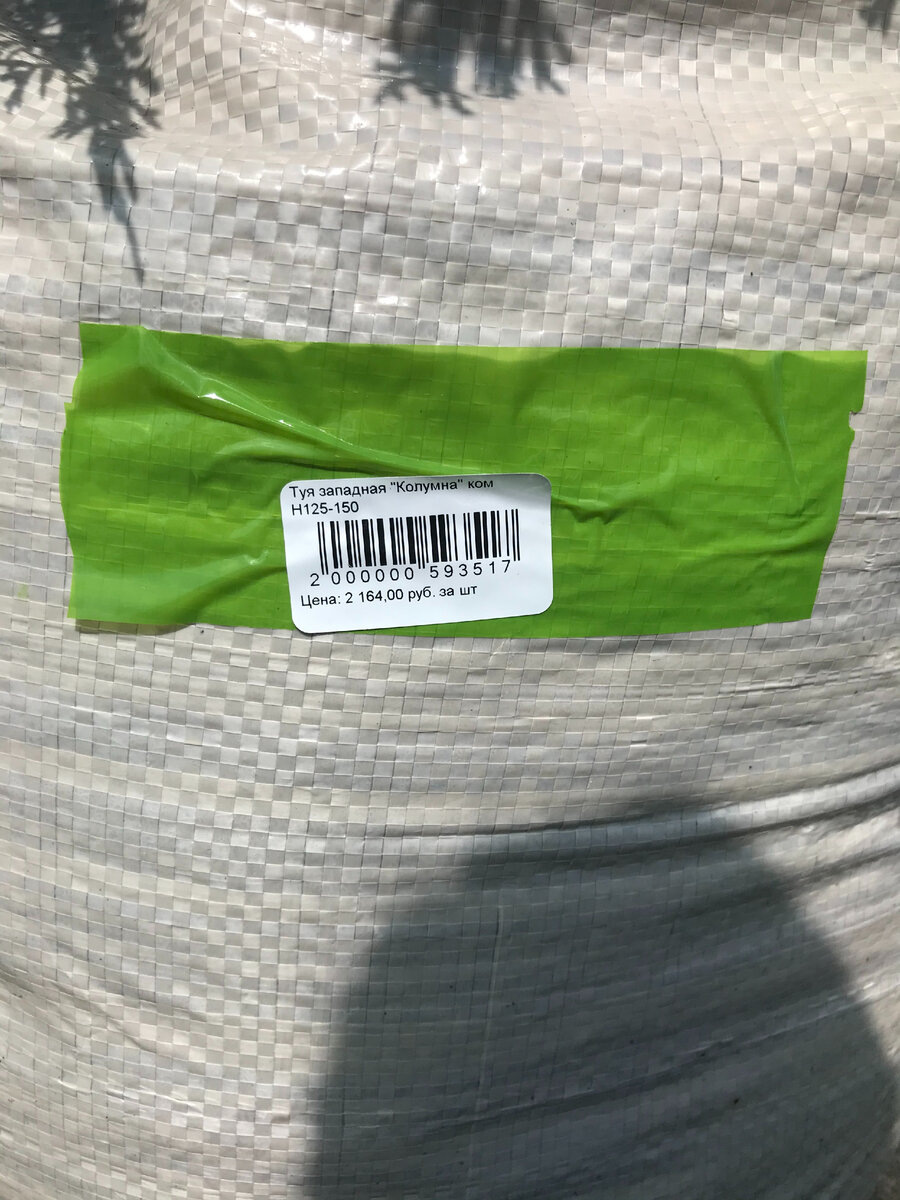 Туя западная "Колумна" ком
H125-150
2 000000 593517
Цена: 2 164,00 руб. за шт